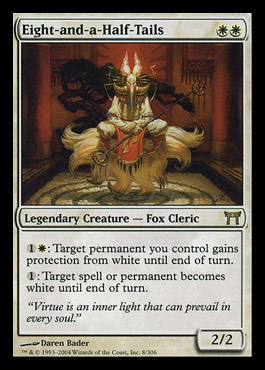 Eight-and-a-Half-Tails
Legendary Creature — Fox Cleric
1 : Target permanent you control gains
protection from white until end of turn.
1 : Target spell or permanent becomes
white until end of turn.
"Virtue is an inner light that can prevail in
every soul."
Daren Bader
™ & © 1993–2004 Wizards of the Coast, Inc. 8/306
2/2